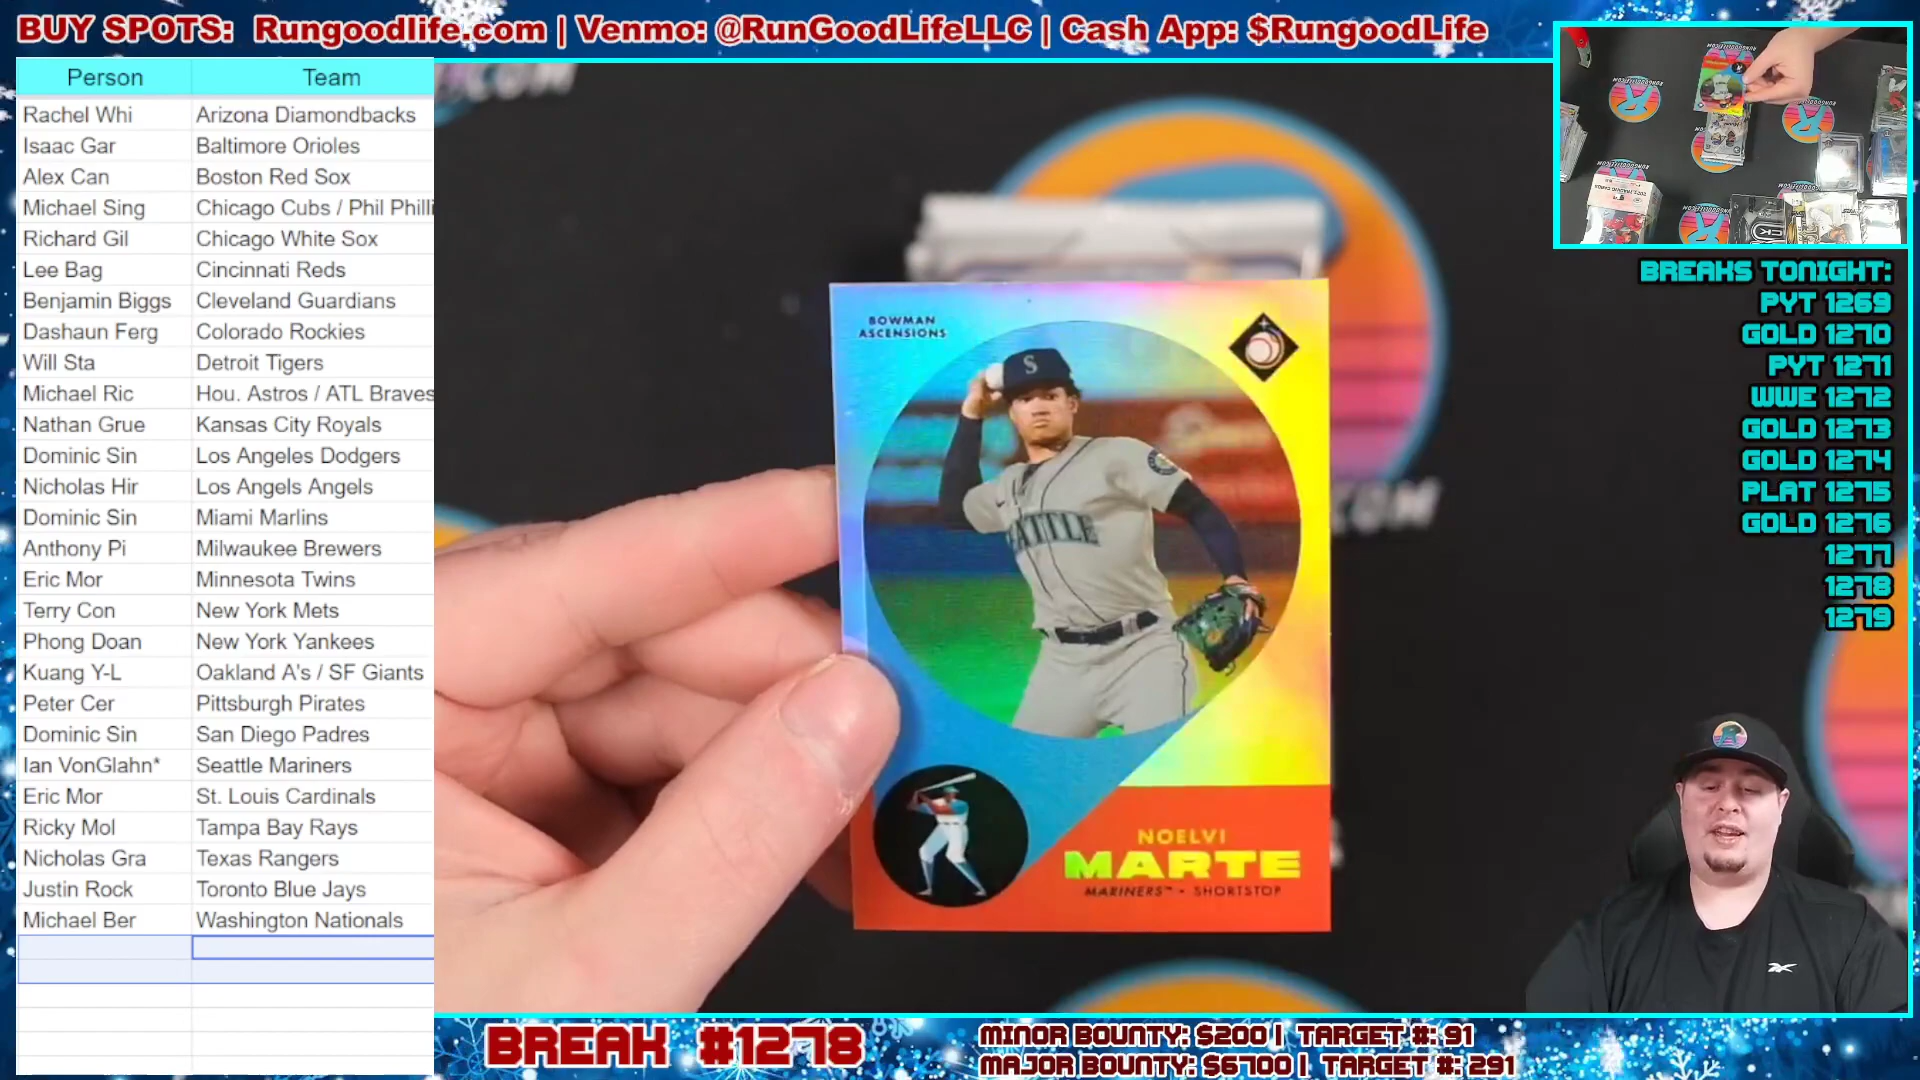 BUY SPOTS: Rungoodlife.com | Venmo: @RunGoodLifeLLC | Cash App: $RungoodLife
Person Team
Rachel Whi Arizona Diamondbacks
Isaac Gar Baltimore Orioles
Alex Can Boston Red Sox
Michael Sing Chicago Cubs / Phil Philli
Richard Gil Chicago White Sox
Lee Bag Cincinnati Reds
Benjamin Biggs Cleveland Guardians
Dashaun Ferg Colorado Rockies
Will Sta Detroit Tigers
Michael Ric Hou. Astros / ATL Braves
Nathan Grue Kansas City Royals
Dominic Sin Los Angeles Dodgers
Nicholas Hir Los Angels Angels
Dominic Sin Miami Marlins
Anthony Pi Milwaukee Brewers
Eric Mor Minnesota Twins
Terry Con New York Mets
Phong Doan New York Yankees
Kuang Y-L Oakland A's / SF Giants
Peter Cer Pittsburgh Pirates
Dominic Sin San Diego Padres
Ian VonGlahn* Seattle Mariners
Eric Mor St. Louis Cardinals
Ricky Mol Tampa Bay Rays
Nicholas Gra Texas Rangers
Justin Rock Toronto Blue Jays
Michael Ber Washington Nationals
.COM
BOWMAN
ASCENSIONS
S
SEATTLE
.COM
NOELVI
MARTE
MARINERS™ • SHORTSTOP
BREAKS TONIGHT:
PYT 1269
GOLD 1270
PYT 1271
WWE 1272
GOLD 1273
GOLD 1274
PLAT 1275
GOLD 1276
1277
1278
1279
BREAK #1278
MINOR BOUNTY: $200 | TARGET #: 91
MAJOR BOUNTY: $6700 | TARGET #: 291